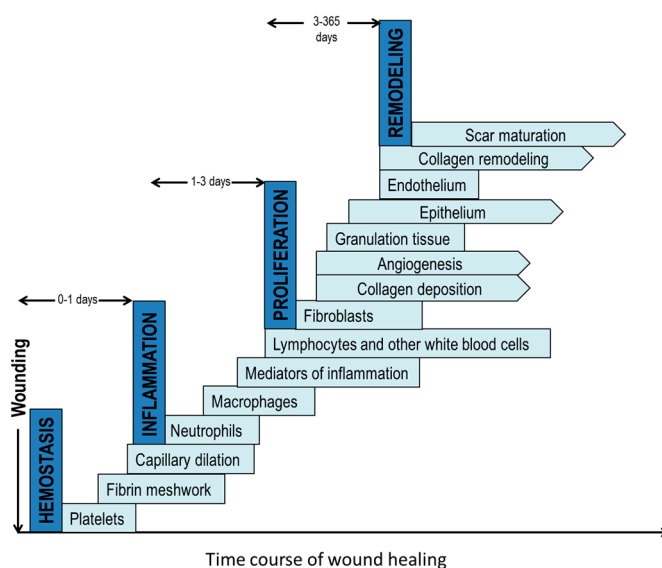 3-365
days
REMODELING
Scar maturation
Collagen remodeling
Endothelium
1-3 days
PROLIFERATION
Epithelium
Granulation tissue
Angiogenesis
Collagen deposition
0-1 days
INFLAMMATION
Fibroblasts
Lymphocytes and other white blood cells
Mediators of inflammation
Macrophages
Wounding
HEMOSTASIS
Neutrophils
Capillary dilation
Fibrin meshwork
Platelets
Time course of wound healing